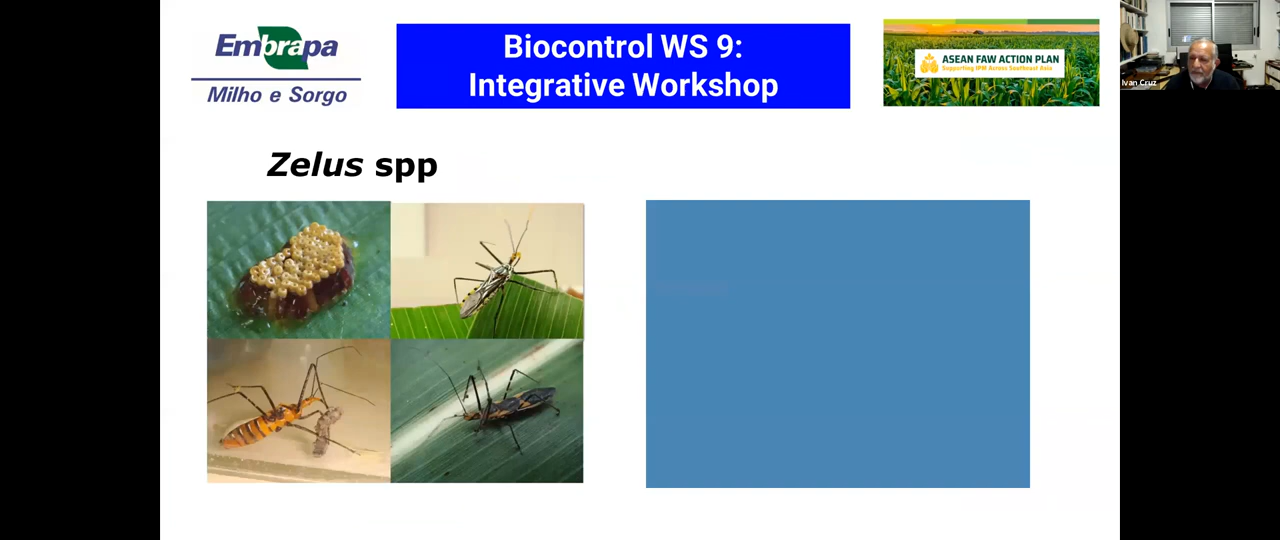 Embrapa
Milho e Sorgo
Biocontrol WS 9:
Integrative Workshop
ASEAN FAW ACTION PLAN
Supporting IPM Across Southeast Asia
Ivan Cruz
Zelus spp